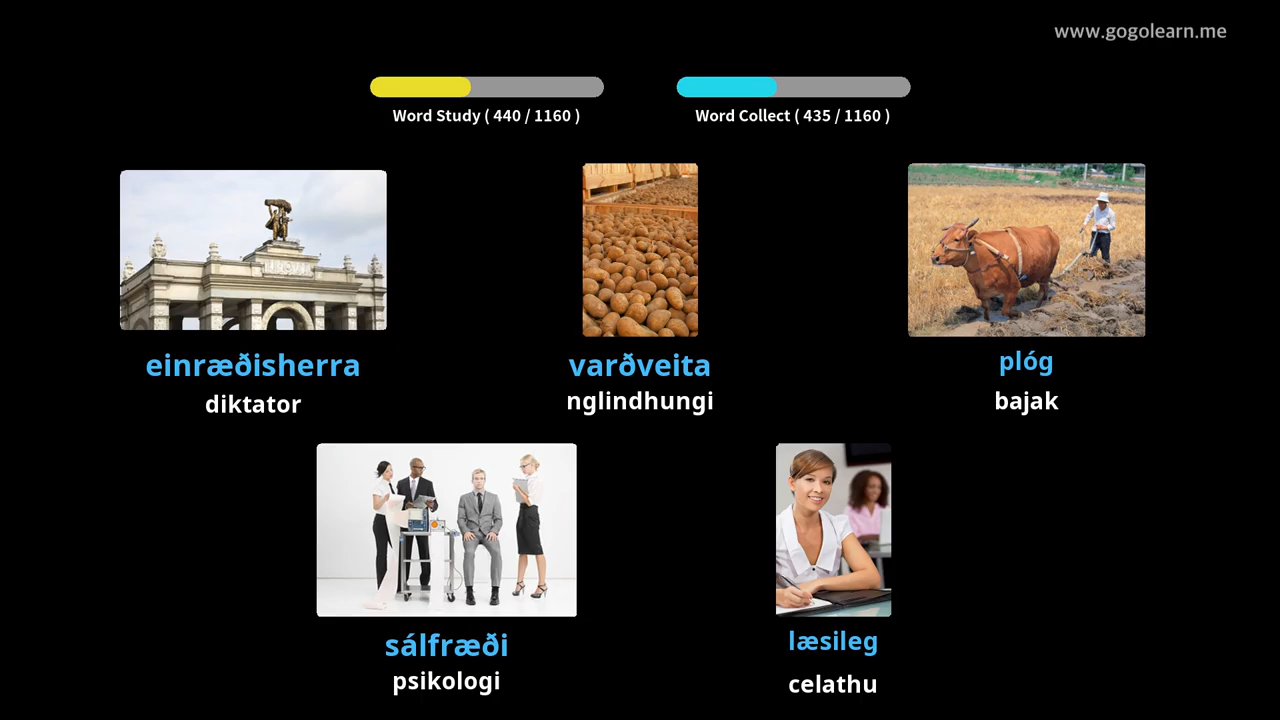 www.gogolearn.me
Word Study ( 440 / 1160 )
Word Collect ( 435 / 1160 )
einræðisherra
varðveita
plóg
diktator
nglindhungi
bajak
sálfræði
læsileg
psikologi
celathu